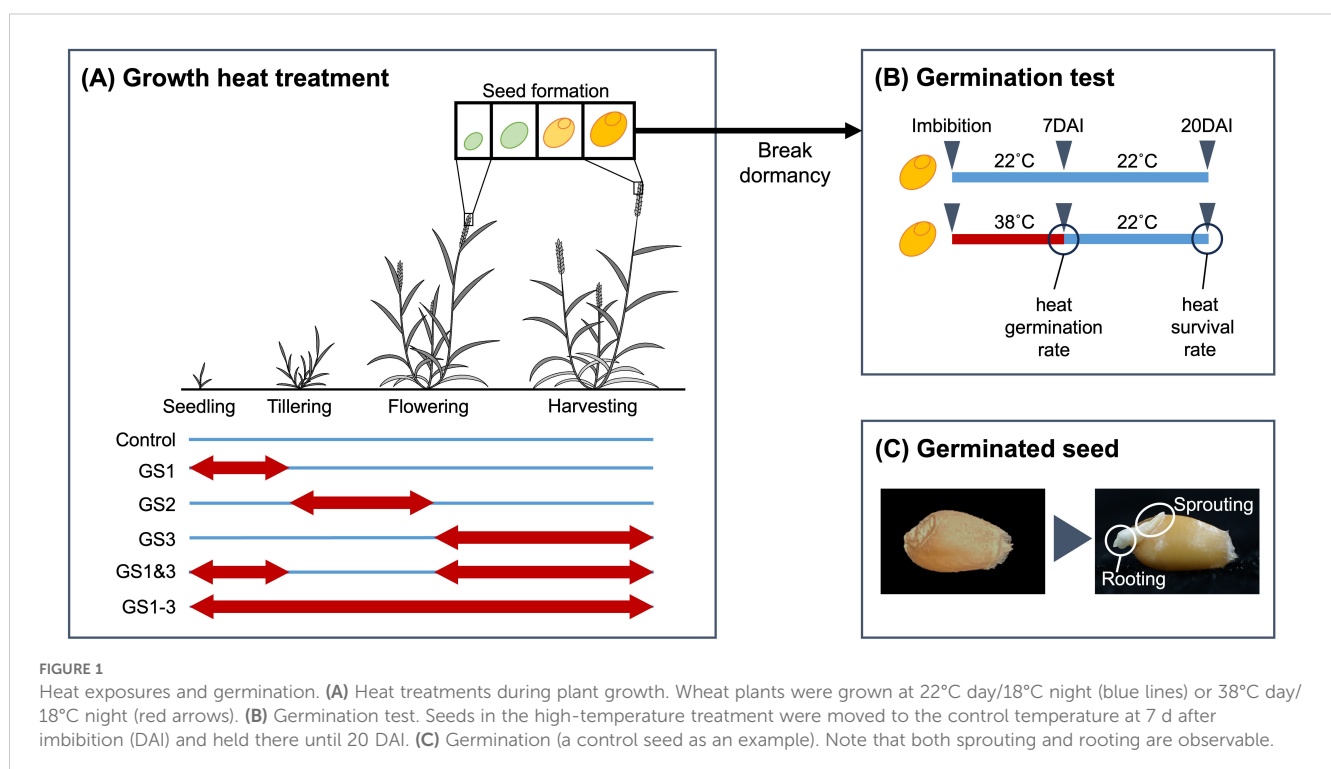 (A) Growth heat treatment
Seed formation
Seedling Tillering Flowering Harvesting
Control
GS1
GS2
GS3
GS1&3
GS1-3
Break
dormancy
(B) Germination test
Imbibition 7DAI 20DAI
22˚C 22˚C
38˚C 22˚C
heat
germination
rate
heat
survival
rate
(C) Germinated seed
Sprouting
Rooting
FIGURE 1
Heat exposures and germination. (A) Heat treatments during plant growth. Wheat plants were grown at 22°C day/18°C night (blue lines) or 38°C day/
18°C night (red arrows). (B) Germination test. Seeds in the high-temperature treatment were moved to the control temperature at 7 d after
imbibition (DAI) and held there until 20 DAI. (C) Germination (a control seed as an example). Note that both sprouting and rooting are observable.